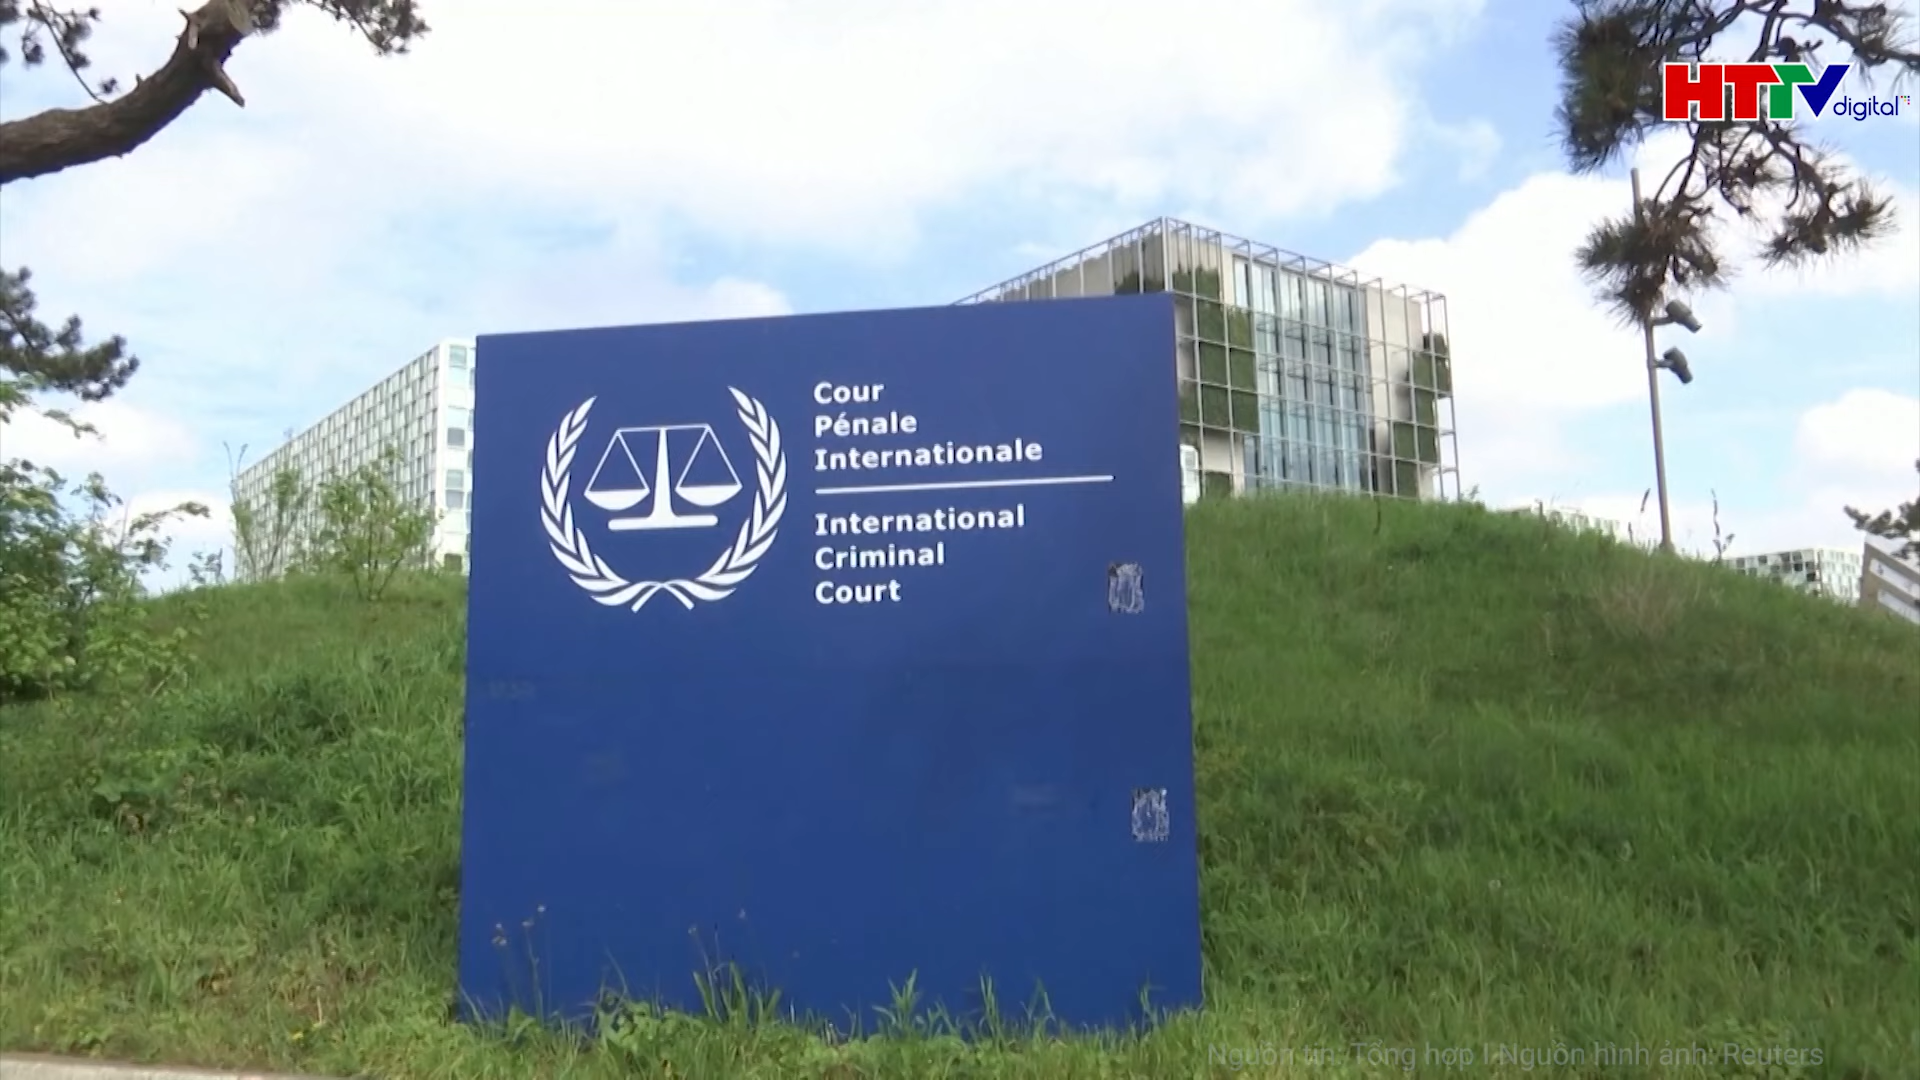 HTTV digital
Cour
Pénale
Internationale
International
Criminal
Court
Nguồn tin: Tổng hợp I Nguồn hình ảnh: Reuters